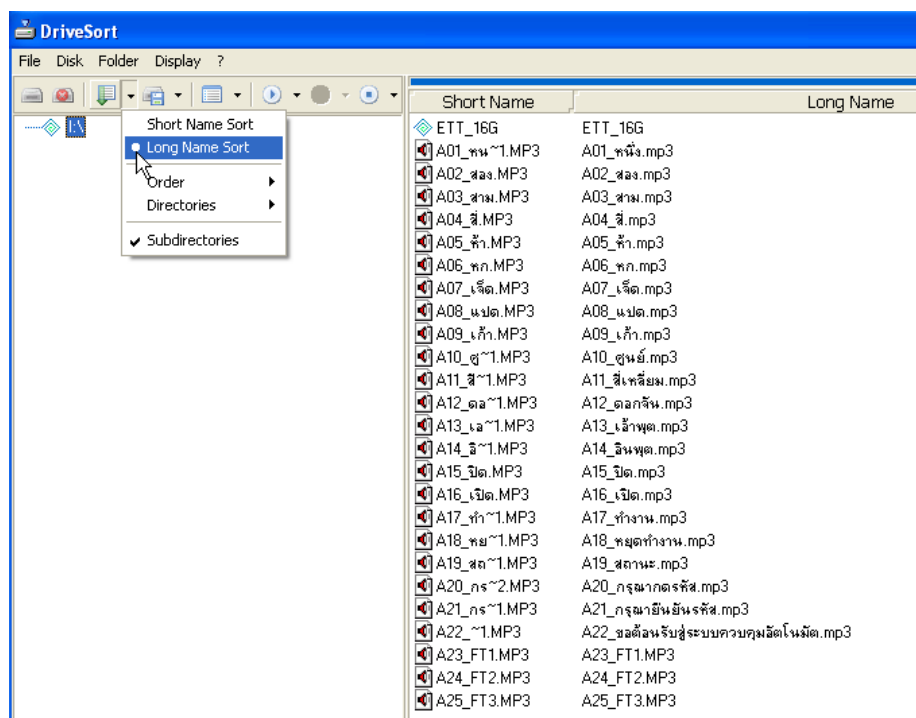 DriveSort
File Disk Folder Display ?
Short Name Long Name
I:\
Short Name Sort
Long Name Sort
Order
Directories
Subdirectories
ETT_16G ETT_16G
A01_หน~1.MP3 A01_หนึ่ง.mp3
A02_สอง.MP3 A02_สอง.mp3
A03_สาม.MP3 A03_สาม.mp3
A04_สี่.MP3 A04_สี่.mp3
A05_ห้า.MP3 A05_ห้า.mp3
A06_หก.MP3 A06_หก.mp3
A07_เจ็ด.MP3 A07_เจ็ด.mp3
A08_แปด.MP3 A08_แปด.mp3
A09_เก้า.MP3 A09_เก้า.mp3
A10_ศู~1.MP3 A10_ศูนย์.mp3
A11_สี~1.MP3 A11_สี่เหลี่ยม.mp3
A12_ดอ~1.MP3 A12_ดอกจัน.mp3
A13_เอ~1.MP3 A13_เอ้าพุต.mp3
A14_อิ~1.MP3 A14_อินพุต.mp3
A15_ปิด.MP3 A15_ปิด.mp3
A16_เปิด.MP3 A16_เปิด.mp3
A17_ทำ~1.MP3 A17_ทำงาน.mp3
A18_หย~1.MP3 A18_หยุดทำงาน.mp3
A19_สถ~1.MP3 A19_สถานะ.mp3
A20_กร~2.MP3 A20_กรุณากดรหัส.mp3
A21_กร~1.MP3 A21_กรุณายืนยันรหัส.mp3
A22_~1.MP3 A22_ขอต้อนรับสู่ระบบควบคุมอัตโนมัต.mp3
A23_FT1.MP3 A23_FT1.MP3
A24_FT2.MP3 A24_FT2.MP3
A25_FT3.MP3 A25_FT3.MP3